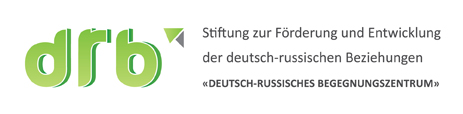 drb
Stiftung zur Förderung und Entwicklung
der deutsch-russischen Beziehungen
«DEUTSCH-RUSSISCHES BEGEGNUNGSZENTRUM»